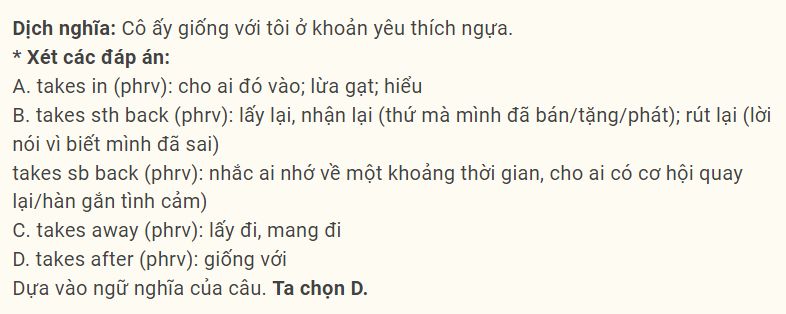 Dịch nghĩa: Cô ấy giống với tôi ở khoản yêu thích ngựa.
* Xét các đáp án:
A. takes in (phrv): cho ai đó vào; lừa gạt; hiểu
B. takes sth back (phrv): lấy lại, nhận lại (thứ mà mình đã bán/tặng/phát); rút lại (lời
nói vì biết mình đã sai)
takes sb back (phrv): nhắc ai nhớ về một khoảng thời gian, cho ai có cơ hội quay
lại/hàn gắn tình cảm)
C. takes away (phrv): lấy đi, mang đi
D. takes after (phrv): giống với
Dựa vào ngữ nghĩa của câu. Ta chọn D.